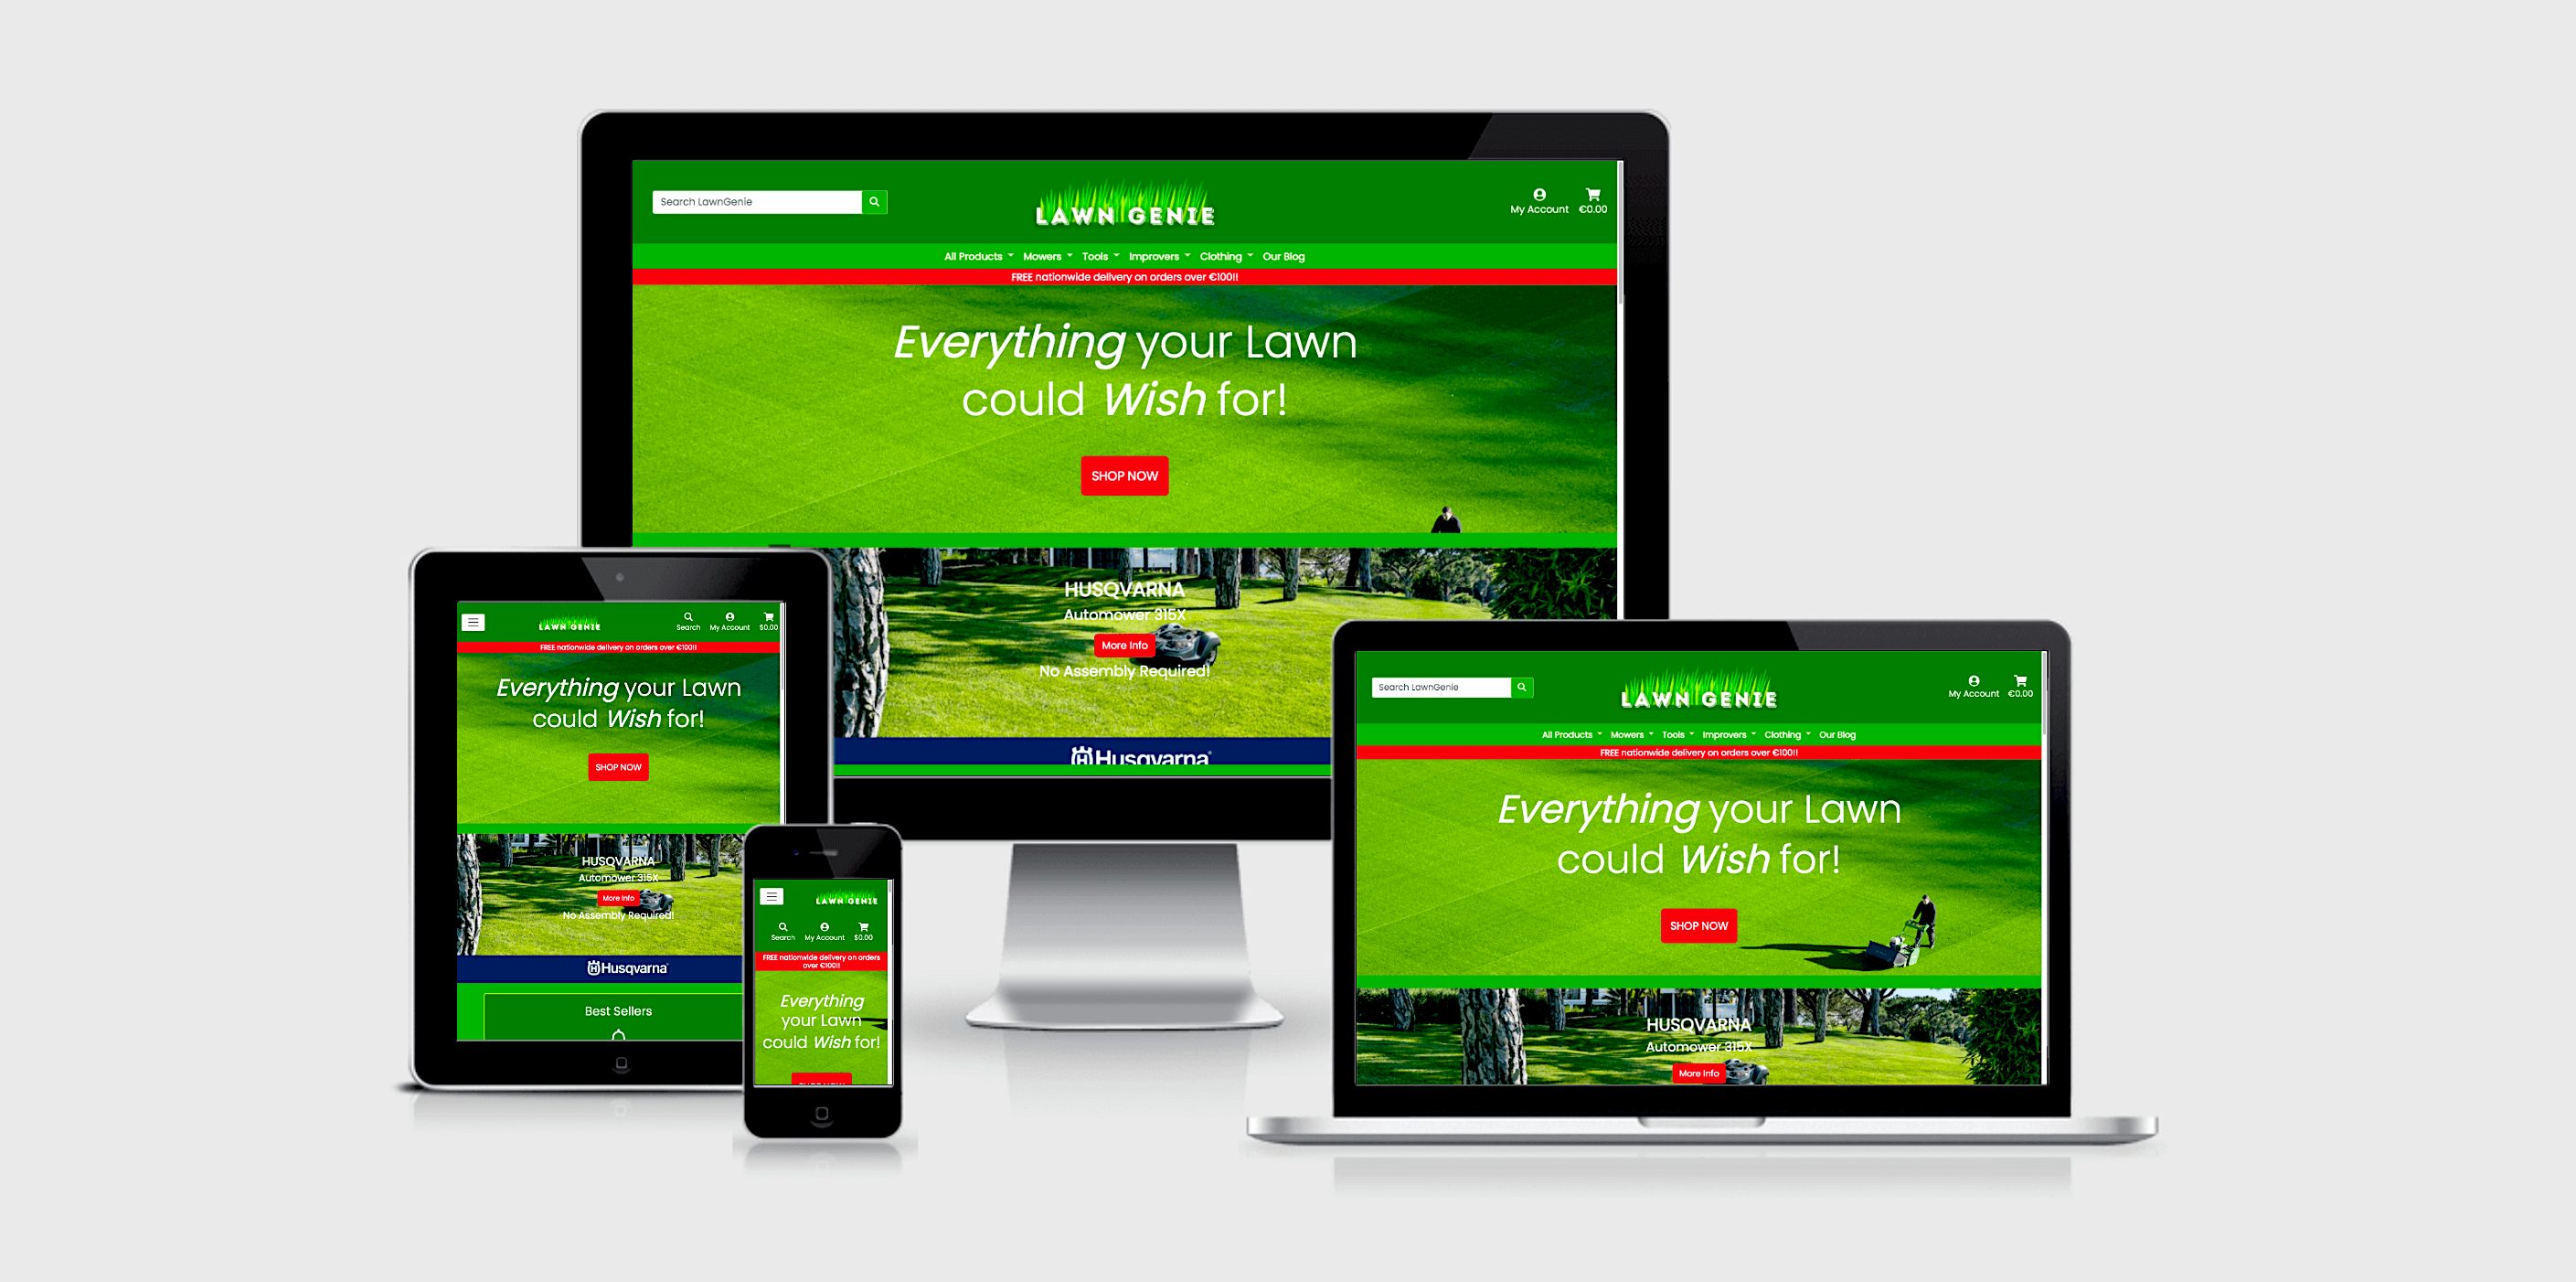 Search LawnGenie
LAWN GENIE
My Account
€0.00
All Products Mowers Tools Improvers Clothing Our Blog
FREE nationwide delivery on orders over €100!!
Everything your Lawn
could Wish for!
SHOP NOW
HUSQVARNA
Automower 315X
More Info
No Assembly Required!
Husqvarna
LAWN GENIE
Search
My Account
$0.00
FREE nationwide delivery on orders over €100!!
Everything your Lawn
could Wish for!
SHOP NOW
HUSQVARNA
Automower 315X
More Info
No Assembly Required!
Husqvarna
Best Sellers
LAWN GENIE
Search
My Account
$0.00
FREE nationwide delivery on orders
over €100!!
Everything
your Lawn
could Wish for!
SHOP NOW
Search LawnGenie
LAWN GENIE
My Account
€0.00
All Products Mowers Tools Improvers Clothing Our Blog
FREE nationwide delivery on orders over €100!!
Everything your Lawn
could Wish for!
SHOP NOW
HUSQVARNA
Automower 315X
More Info